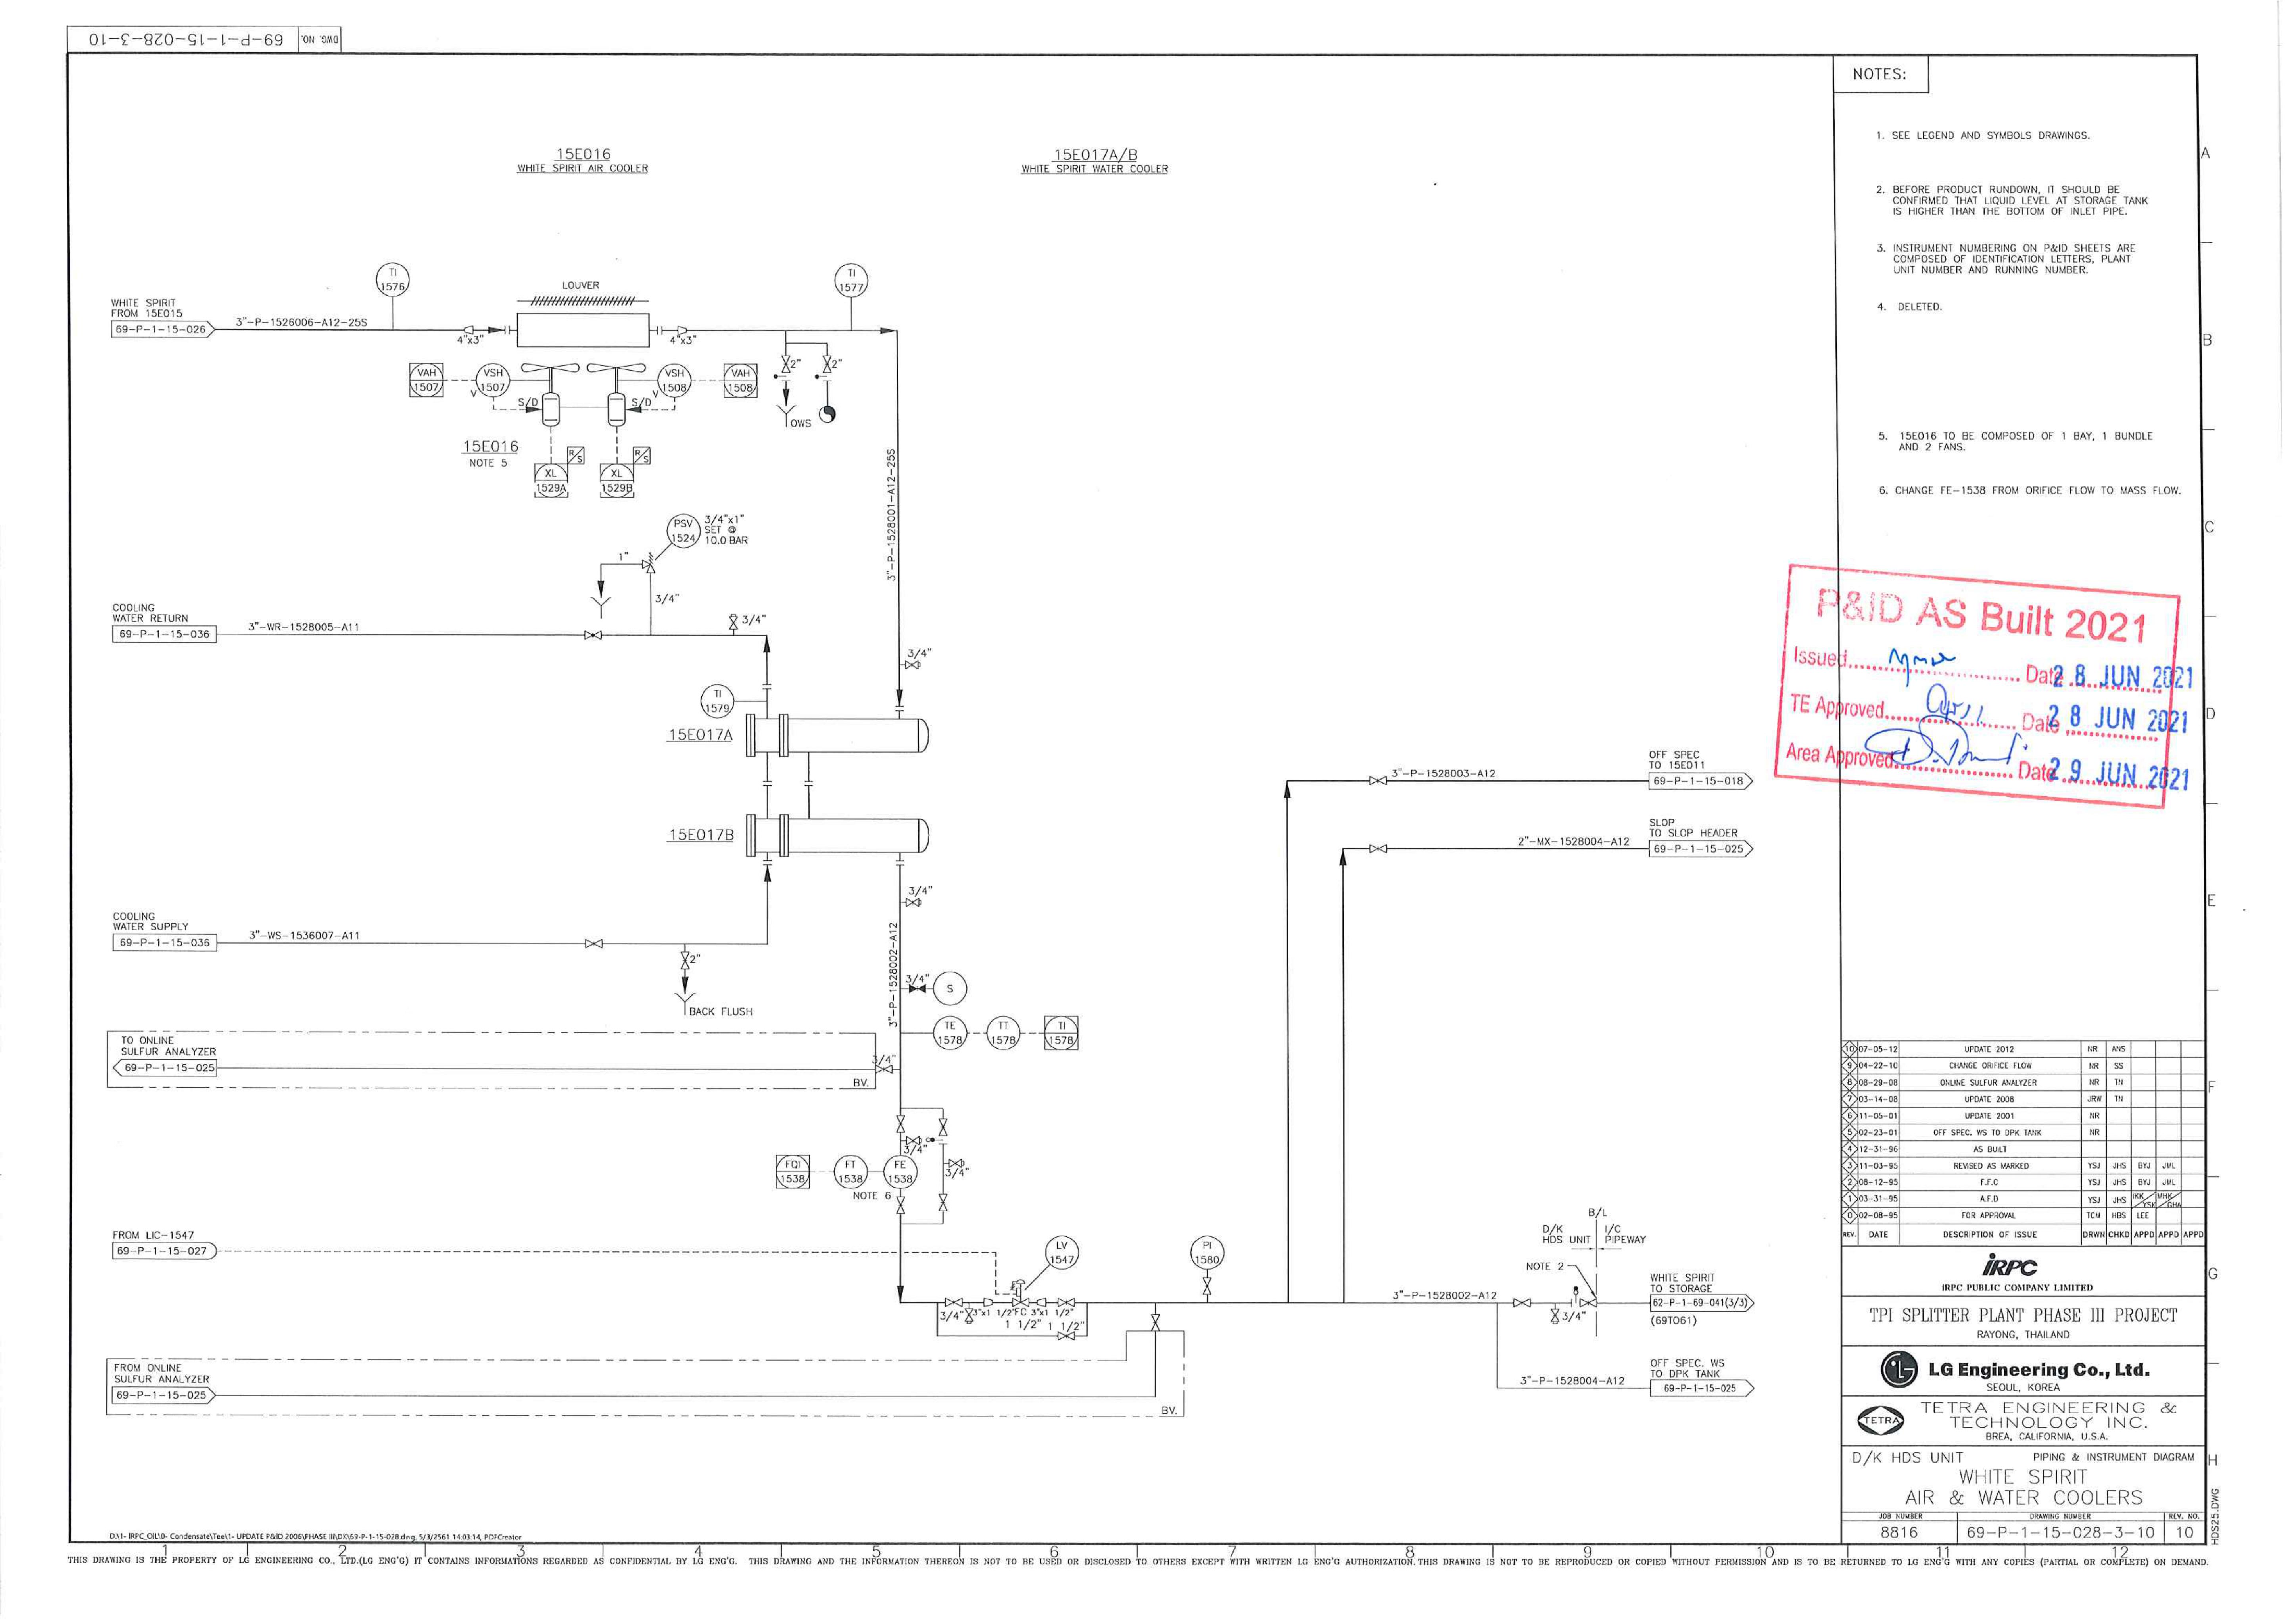 DWG. NO. 69-P-1-15-028-3-10
15E016
WHITE SPIRIT AIR COOLER
15E017A/B
WHITE SPIRIT WATER COOLER
WHITE SPIRIT
FROM 15E015
69-P-1-15-026
3"-P-1526006-A12-25S
TI
1576
4"x3"
LOUVER
4"x3"
TI
1577
VAH
1507
VSH
1507
V
S/D
VSH
1508
V
S/D
VAH
1508
2"
2"
OWS
15E016
NOTE 5
XL
1529A
R/S
XL
1529B
R/S
3"-P-1528001-A12-25S
PSV
1524
3/4"x1"
SET @
10.0 BAR
1"
3/4"
COOLING
WATER RETURN
69-P-1-15-036
3"-WR-1528005-A11
3/4"
3/4"
TI
1579
15E017A
15E017B
3/4"
COOLING
WATER SUPPLY
69-P-1-15-036
3"-WS-1536007-A11
2"
BACK FLUSH
3"-P-1528002-A12
3/4"
S
TE
1578
TT
1578
TI
1578
TO ONLINE
SULFUR ANALYZER
69-P-1-15-025
3/4"
BV.
3/4"
FQI
1538
FT
1538
FE
1538
3/4"
NOTE 6
FROM LIC-1547
69-P-1-15-027
LV
1547
PI
1580
3/4"
3"x1 1/2"
FC
3"x1 1/2"
1 1/2"
1 1/2"
FROM ONLINE
SULFUR ANALYZER
69-P-1-15-025
BV.
OFF SPEC
TO 15E011
69-P-1-15-018
3"-P-1528003-A12
SLOP
TO SLOP HEADER
69-P-1-15-025
2"-MX-1528004-A12
B/L
D/K
HDS UNIT
I/C
PIPEWAY
NOTE 2
3"-P-1528002-A12
3/4"
WHITE SPIRIT
TO STORAGE
62-P-1-69-041(3/3)
(69T061)
OFF SPEC. WS
TO DPK TANK
69-P-1-15-025
3"-P-1528004-A12
NOTES:
1. SEE LEGEND AND SYMBOLS DRAWINGS.
2. BEFORE PRODUCT RUNDOWN, IT SHOULD BE
CONFIRMED THAT LIQUID LEVEL AT STORAGE TANK
IS HIGHER THAN THE BOTTOM OF INLET PIPE.
3. INSTRUMENT NUMBERING ON P&ID SHEETS ARE
COMPOSED OF IDENTIFICATION LETTERS, PLANT
UNIT NUMBER AND RUNNING NUMBER.
4. DELETED.
5. 15E016 TO BE COMPOSED OF 1 BAY, 1 BUNDLE
AND 2 FANS.
6. CHANGE FE-1538 FROM ORIFICE FLOW TO MASS FLOW.
P&ID AS Built 2021
Issued Date 28 JUN 2021
TE Approved Date 28 JUN 2021
Area Approved Date 29 JUN 2021
10 07-05-12 UPDATE 2012 NR ANS
9 04-22-10 CHANGE ORIFICE FLOW NR SS
8 08-29-08 ONLINE SULFUR ANALYZER NR TN
7 03-14-08 UPDATE 2008 JRW TN
6 11-05-01 UPDATE 2001 NR
5 02-23-01 OFF SPEC. WS TO DPK TANK NR
4 12-31-96 AS BUILT
3 11-03-95 REVISED AS MARKED YSJ JHS BYJ JML
2 08-12-95 F.F.C YSJ JHS BYJ JML
1 03-31-95 A.F.D YSJ JHS IKK/YSK MHK/GHA
0 02-08-95 FOR APPROVAL TCM HBS LEE
REV. DATE DESCRIPTION OF ISSUE DRWN CHKD APPD APPD APPD
IRPC
IRPC PUBLIC COMPANY LIMITED
TPI SPLITTER PLANT PHASE III PROJECT
RAYONG, THAILAND
LG Engineering Co., Ltd.
SEOUL, KOREA
TETRA
TETRA ENGINEERING &
TECHNOLOGY INC.
BREA, CALIFORNIA, U.S.A.
D/K HDS UNIT PIPING & INSTRUMENT DIAGRAM
WHITE SPIRIT
AIR & WATER COOLERS
JOB NUMBER DRAWING NUMBER REV. NO.
8816 69-P-1-15-028-3-10 10
HDS25.DWG
A
B
C
D
E
F
G
H
D:\1- IRPC_OIL\0- Condensate\Tee\1- UPDATE P&ID 2006\PHASE III\DK\69-P-1-15-028.dwg, 5/3/2561 14:03:14, PDFCreator
1 2 3 4 5 6 7 8 9 10 11 12
THIS DRAWING IS THE PROPERTY OF LG ENGINEERING CO., LTD.(LG ENG'G) IT CONTAINS INFORMATIONS REGARDED AS CONFIDENTIAL BY LG ENG'G. THIS DRAWING AND THE INFORMATION THEREON IS NOT TO BE USED OR DISCLOSED TO OTHERS EXCEPT WITH WRITTEN LG ENG'G AUTHORIZATION. THIS DRAWING IS NOT TO BE REPRODUCED OR COPIED WITHOUT PERMISSION AND IS TO BE RETURNED TO LG ENG'G WITH ANY COPIES (PARTIAL OR COMPLETE) ON DEMAND.